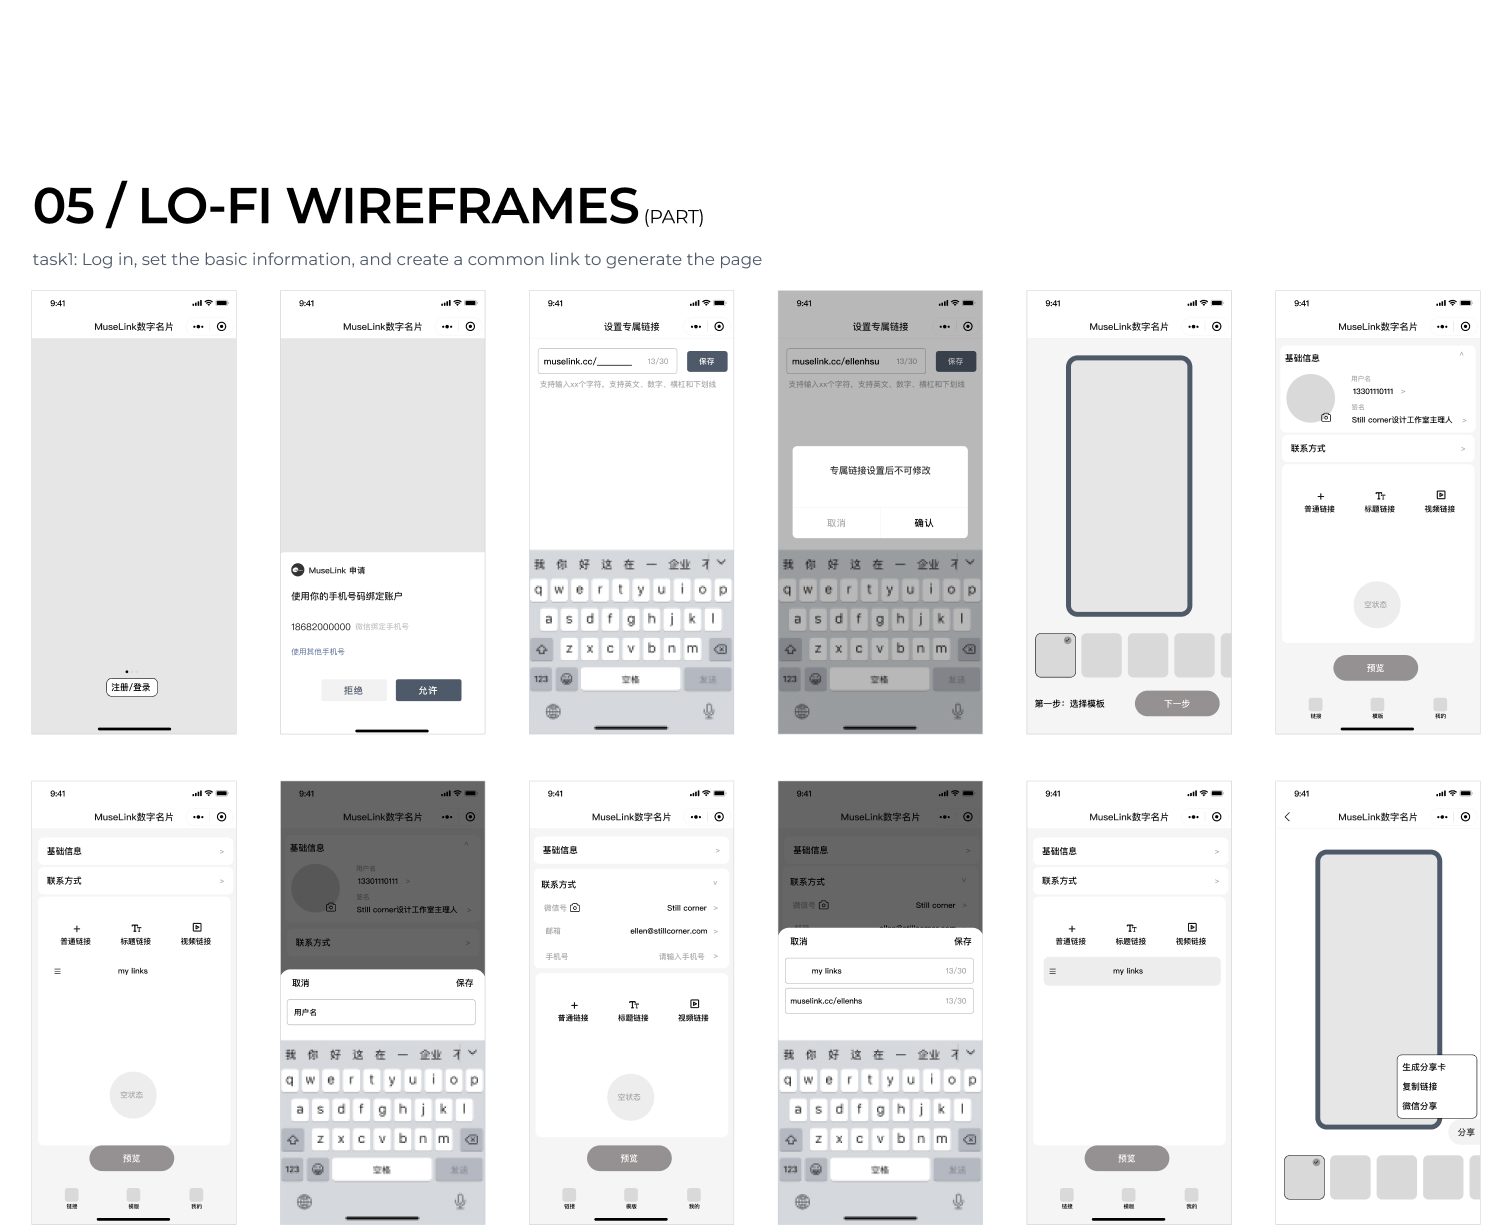 05 / LO-FI WIREFRAMES (PART)
task1: Log in, set the basic information, and create a common link to generate the page
9:41
MuseLink数字名片
注册/登录
9:41
MuseLink数字名片
MuseLink 申请
使用你的手机号码绑定账户
18682000000 微信绑定手机号
使用其他手机号
拒绝 允许
9:41
设置专属链接
muselink.cc/_______ 13/30 保存
支持输入xx个字符，支持英文、数字、横杠和下划线
我 你 好 这 在 一 企业 不
q w e r t y u i o p
a s d f g h j k l
z x c v b n m
123 空格 发送
9:41
设置专属链接
muselink.cc/ellenhsu 13/30 保存
支持输入xx个字符，支持英文、数字、横杠和下划线
专属链接设置后不可修改
取消 确认
我 你 好 这 在 一 企业 不
q w e r t y u i o p
a s d f g h j k l
z x c v b n m
123 空格 发送
9:41
MuseLink数字名片
第一步：选择模板 下一步
9:41
MuseLink数字名片
基础信息
用户名
13301110111 >
签名
Still corner设计工作室主理人 >
联系方式 >
普通链接 标题链接 视频链接
空状态
预览
链接 模版 我的
9:41
MuseLink数字名片
基础信息 >
联系方式 >
普通链接 标题链接 视频链接
my links
空状态
预览
链接 模版 我的
9:41
MuseLink数字名片
基础信息
用户名
13301110111 >
签名
Still corner设计工作室主理人 >
联系方式 >
取消 保存
用户名
我 你 好 这 在 一 企业 不
q w e r t y u i o p
a s d f g h j k l
z x c v b n m
123 空格 发送
9:41
MuseLink数字名片
基础信息 >
联系方式
微信号 Still corner >
邮箱 ellen@stillcorner.com >
手机号 请输入手机号 >
普通链接 标题链接 视频链接
空状态
预览
链接 模版 我的
9:41
MuseLink数字名片
基础信息 >
联系方式
微信号 Still corner >
取消 保存
my links 13/30
muselink.cc/ellenhs 13/30
我 你 好 这 在 一 企业 不
q w e r t y u i o p
a s d f g h j k l
z x c v b n m
123 空格 发送
9:41
MuseLink数字名片
基础信息 >
联系方式 >
普通链接 标题链接 视频链接
my links
预览
链接 模版 我的
9:41
MuseLink数字名片
生成分享卡
复制链接
微信分享
分享